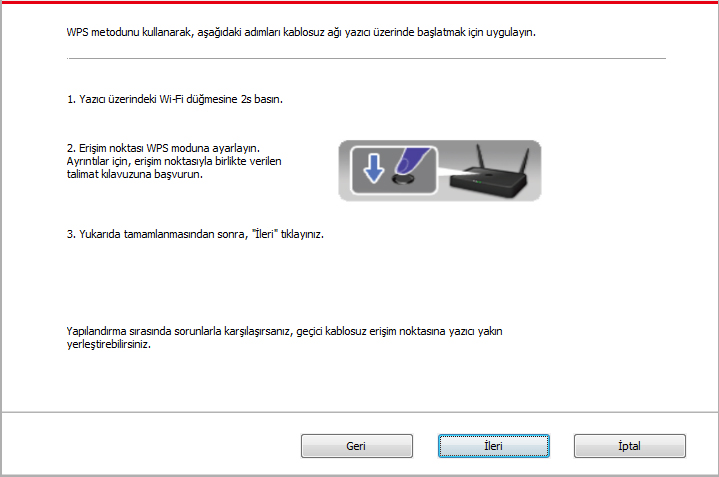 WPS metodunu kullanarak, aşağıdaki adımları kablosuz ağı yazıcı üzerinde başlatmak için uygulayın.
1. Yazıcı üzerindeki Wi-Fi düğmesine 2s basın.
2. Erişim noktası WPS moduna ayarlayın.
Ayrıntılar için, erişim noktasıyla birlikte verilen
talimat kılavuzuna başvurun.
3. Yukarıda tamamlanmasından sonra, "İleri" tıklayınız.
Yapılandırma sırasında sorunlarla karşılaşırsanız, geçici kablosuz erişim noktasına yazıcı yakın
yerleştirebilirsiniz.
Geri
İleri
İptal